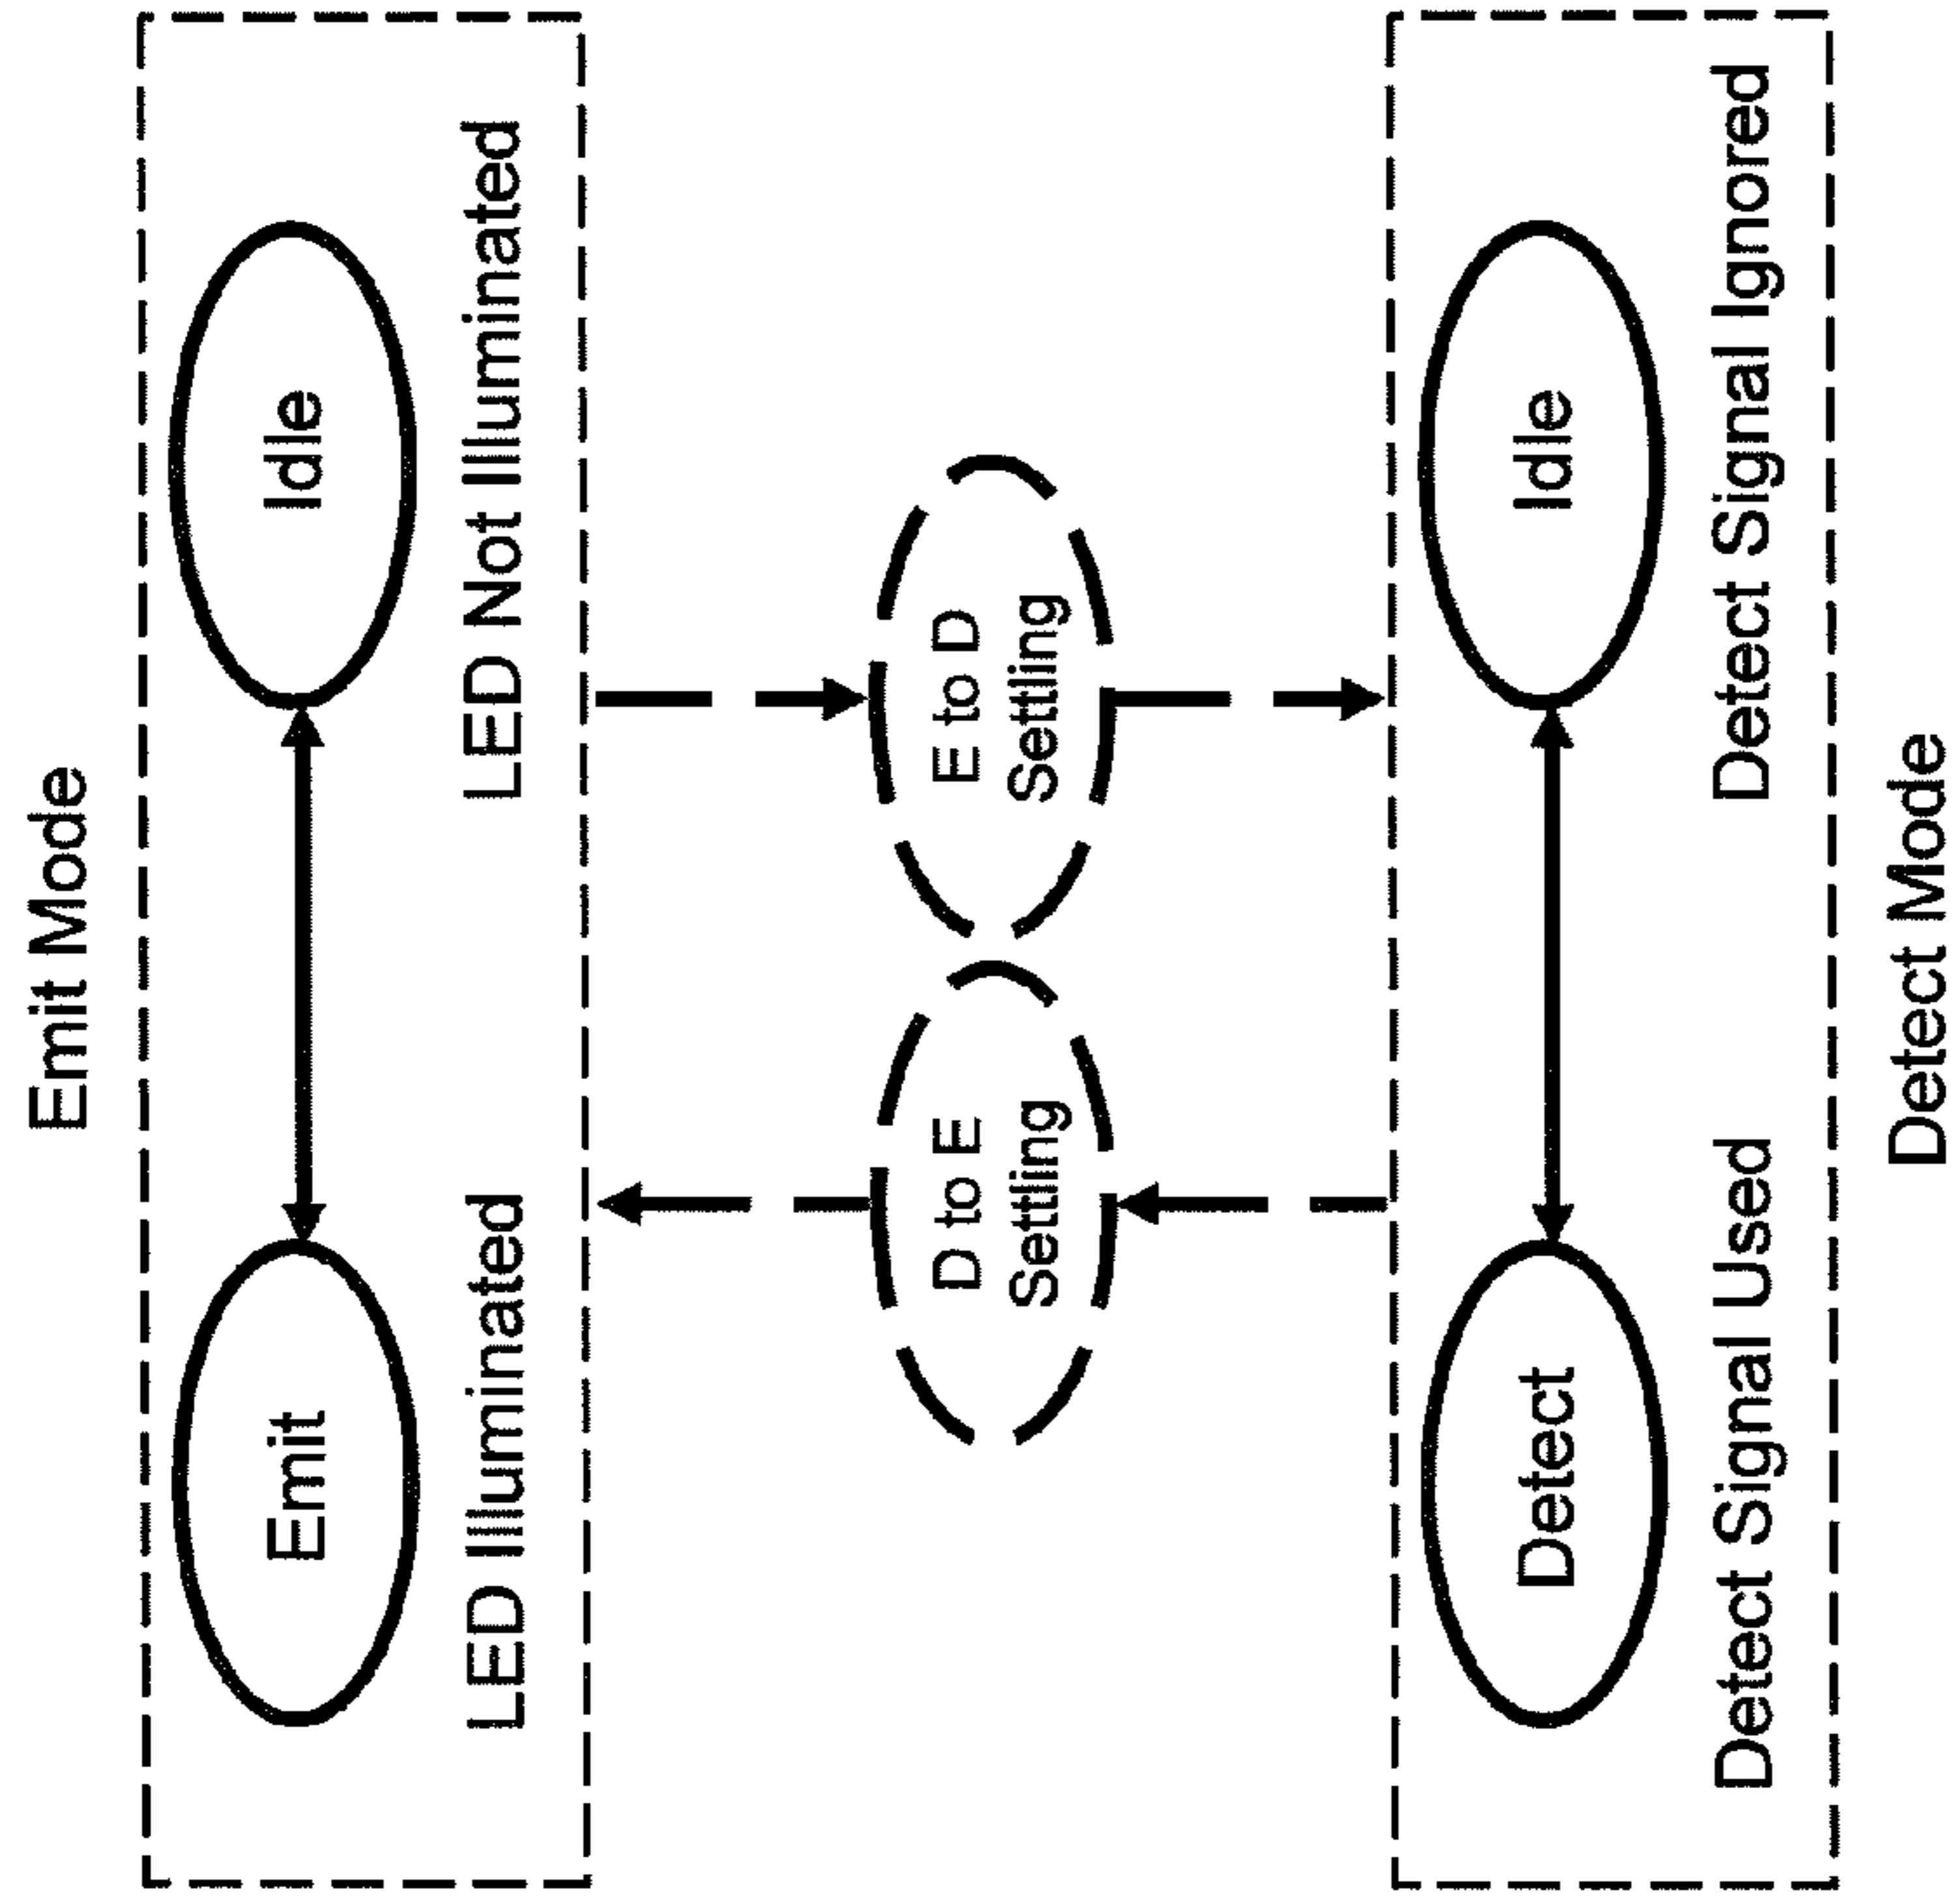 Emit Mode
Emit
Idle
LED Illuminated
LED Not Illuminated
D to E
Settling
E to D
Settling
Detect
Idle
Detect Signal Used
Detect Signal Ignored
Detect Mode